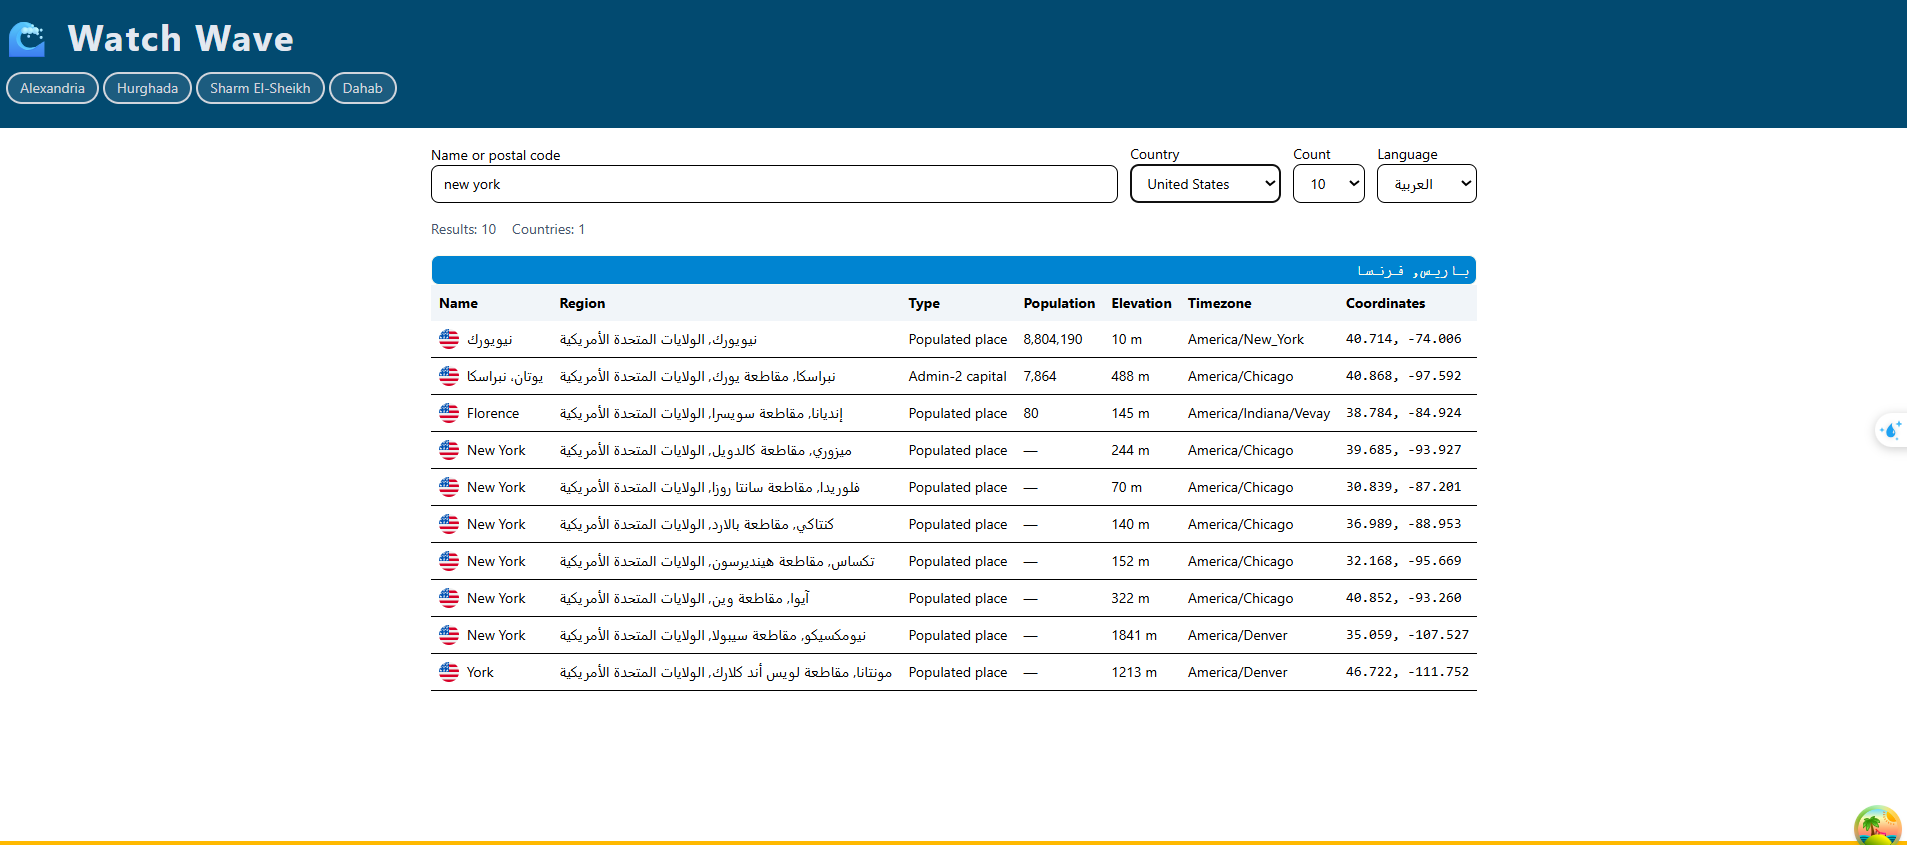 Watch Wave
Alexandria Hurghada Sharm El-Sheikh Dahab
Name or postal code Country Count Language
new york United States 10 العربية
Results: 10 Countries: 1
باريس, فرنسا
Name Region Type Population Elevation Timezone Coordinates
نيويورك نيويورك, الولايات المتحدة الأمريكية Populated place 8,804,190 10 m America/New_York 40.714, -74.006
يوتان، نبراسكا نبراسكا, مقاطعة يورك, الولايات المتحدة الأمريكية Admin-2 capital 7,864 488 m America/Chicago 40.868, -97.592
Florence إنديانا, مقاطعة سويسرا, الولايات المتحدة الأمريكية Populated place 80 145 m America/Indiana/Vevay 38.784, -84.924
New York ميزوري, مقاطعة كالدويل, الولايات المتحدة الأمريكية Populated place — 244 m America/Chicago 39.685, -93.927
New York فلوريدا, مقاطعة سانتا روزا, الولايات المتحدة الأمريكية Populated place — 70 m America/Chicago 30.839, -87.201
New York كنتاكي, مقاطعة بالارد, الولايات المتحدة الأمريكية Populated place — 140 m America/Chicago 36.989, -88.953
New York تكساس, مقاطعة هينديرسون, الولايات المتحدة الأمريكية Populated place — 152 m America/Chicago 32.168, -95.669
New York آيوا, مقاطعة وين, الولايات المتحدة الأمريكية Populated place — 322 m America/Chicago 40.852, -93.260
New York نيومكسيكو, مقاطعة سيبولا, الولايات المتحدة الأمريكية Populated place — 1841 m America/Denver 35.059, -107.527
York مونتانا, مقاطعة لويس أند كلارك, الولايات المتحدة الأمريكية Populated place — 1213 m America/Denver 46.722, -111.752